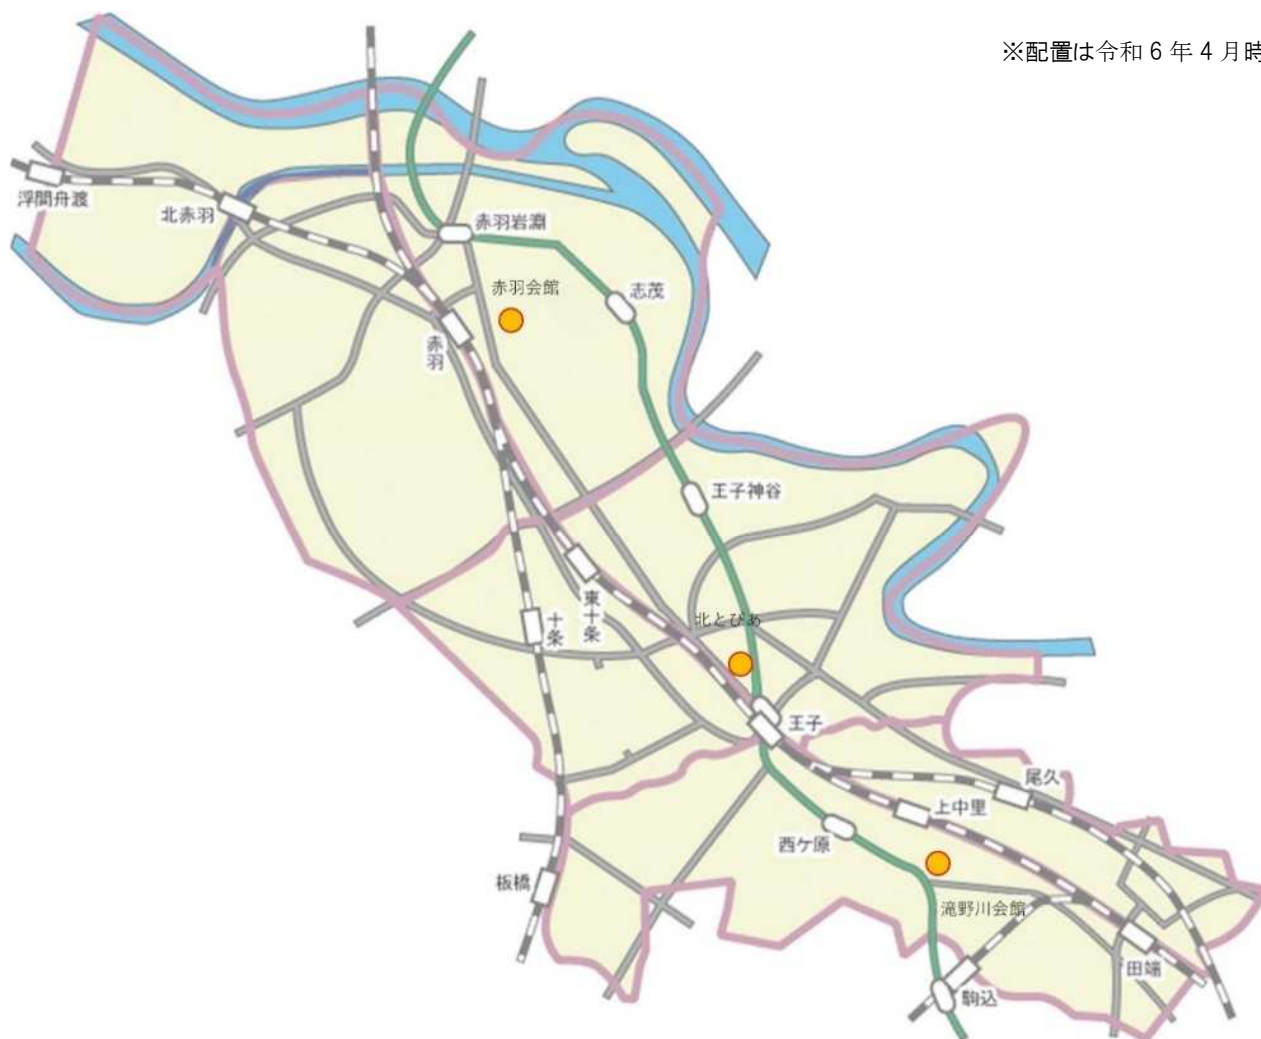 ※配置は令和 6 年 4 月時
浮間舟渡
北赤羽
赤羽岩淵
赤羽会館
志茂
赤羽
王子神谷
東十条
十条
北とぴあ
王子
尾久
上中里
西ケ原
板橋
滝野川会館
田端
駒込